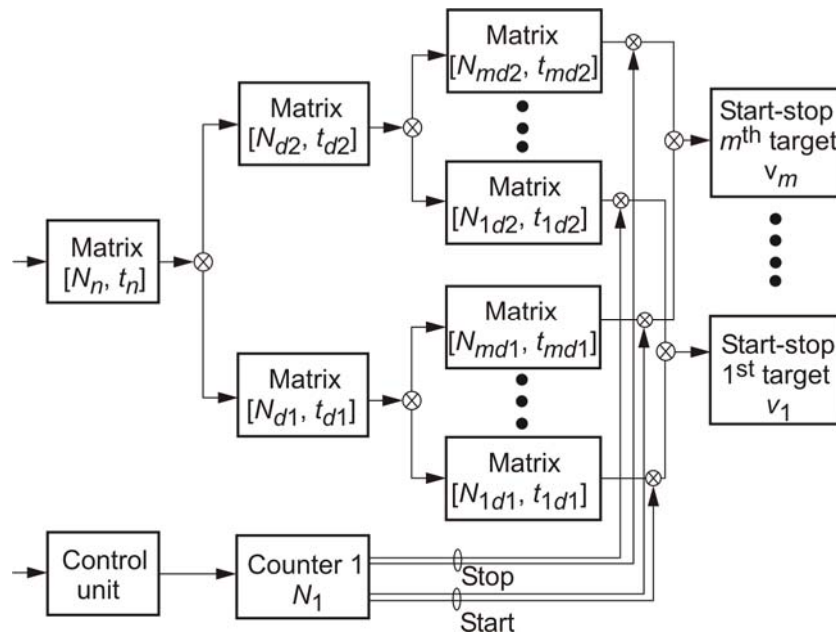 Matrix
[N_{md2}, t_{md2}]
Matrix
[N_{d2}, t_{d2}]
Matrix
[N_{1d2}, t_{1d2}]
Start-stop
m^{th} target
v_m
Matrix
[N_n, t_n]
Matrix
[N_{md1}, t_{md1}]
Matrix
[N_{d1}, t_{d1}]
Matrix
[N_{1d1}, t_{1d1}]
Start-stop
1^{st} target
v_1
Control
unit
Counter 1
N_1
Stop
Start